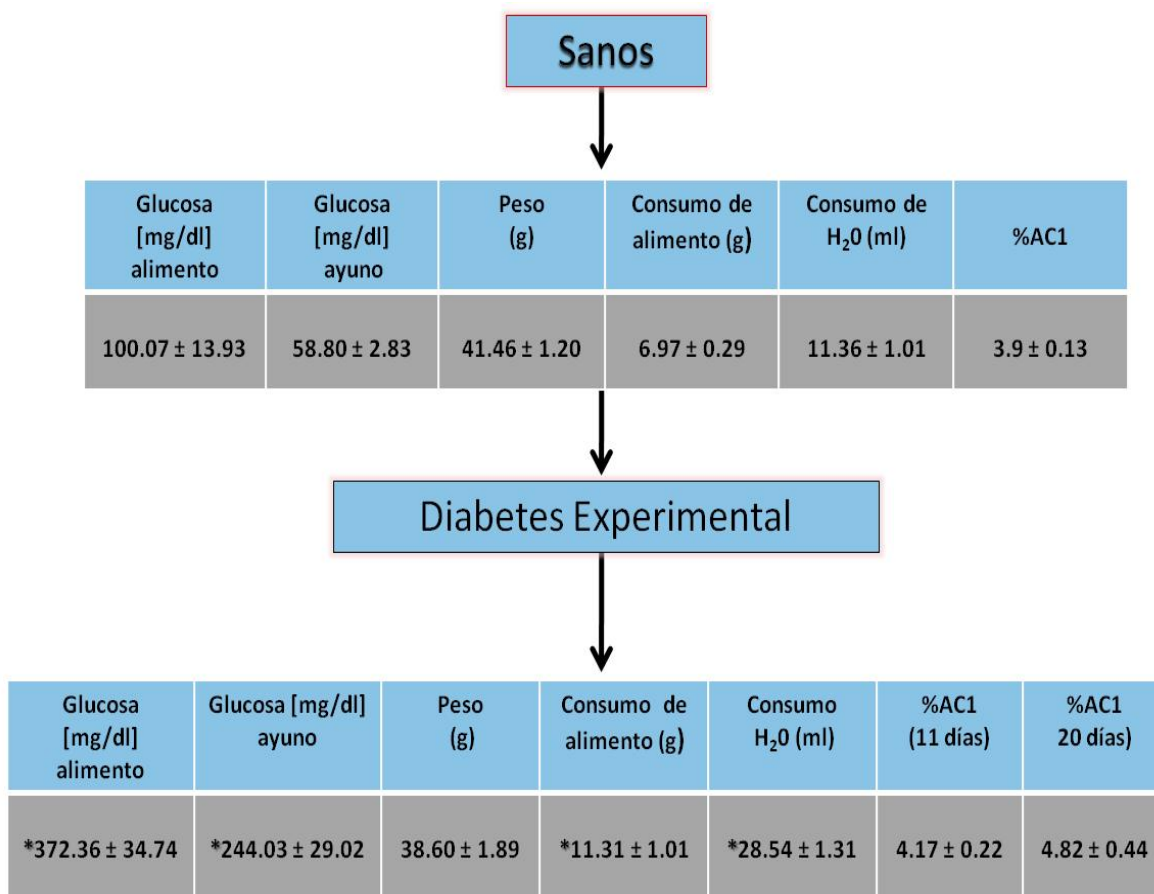 Sanos
Glucosa [mg/dl] alimento
Glucosa [mg/dl] ayuno
Peso (g)
Consumo de alimento (g)
Consumo de H₂0 (ml)
%AC1
100.07 ± 13.93
58.80 ± 2.83
41.46 ± 1.20
6.97 ± 0.29
11.36 ± 1.01
3.9 ± 0.13
Diabetes Experimental
Glucosa [mg/dl] alimento
Glucosa [mg/dl] ayuno
Peso (g)
Consumo de alimento (g)
Consumo H₂0 (ml)
%AC1 (11 días)
%AC1 20 días)
*372.36 ± 34.74
*244.03 ± 29.02
38.60 ± 1.89
*11.31 ± 1.01
*28.54 ± 1.31
4.17 ± 0.22
4.82 ± 0.44